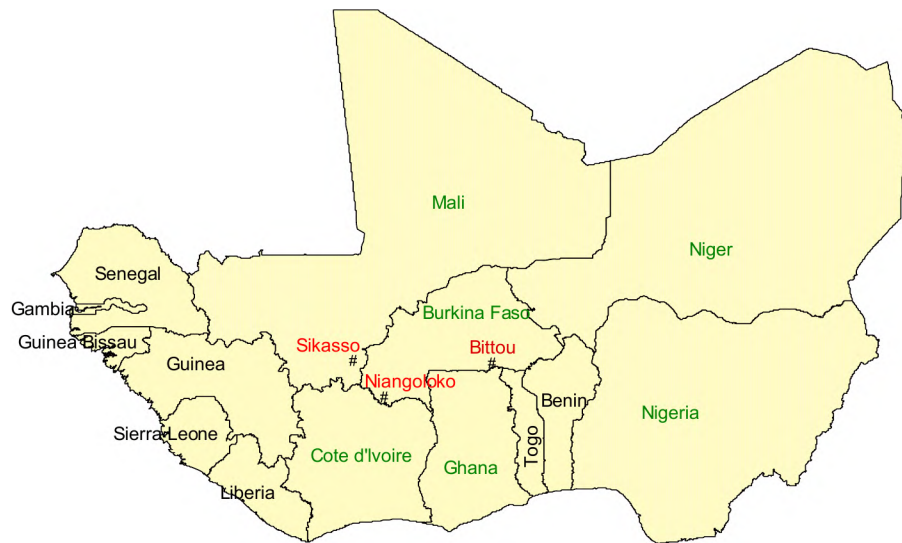 Mali
Niger
Senegal
Gambia
Burkina Faso
Guinea Bissau
Sikasso
#
Bittou
#
Guinea
Niangoloko
#
Benin
Nigeria
Sierra Leone
Togo
Cote d'Ivoire
Ghana
Liberia